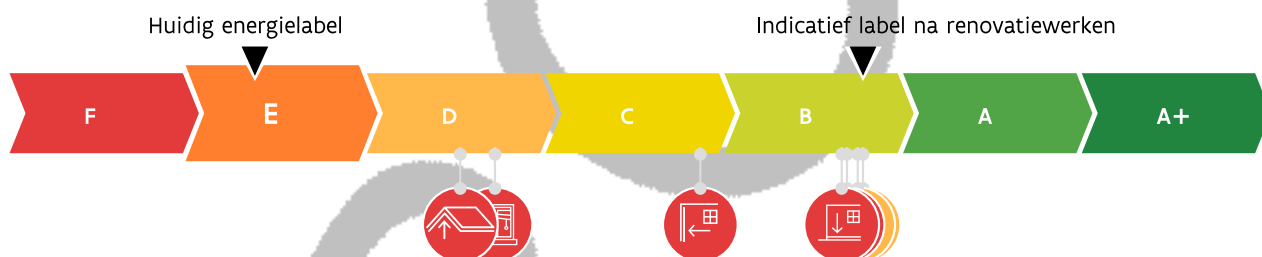 Huidig energielabel
Indicatief label na renovatiewerken
F E D C B A A+